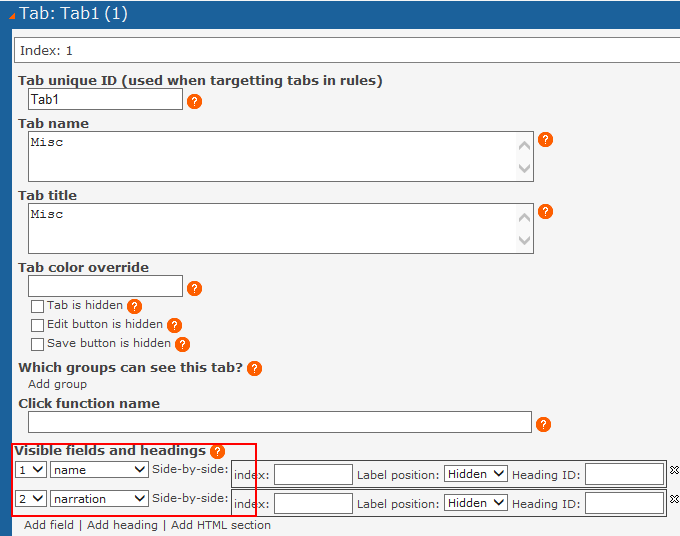 Tab: Tab1 (1)
Index: 1
Tab unique ID (used when targetting tabs in rules)
Tab1 ?
Tab name
Misc ?
Tab title
Misc ?
Tab color override
?
Tab is hidden ?
Edit button is hidden ?
Save button is hidden ?
Which groups can see this tab? ?
Add group
Click function name
?
Visible fields and headings ?
1 name Side-by-side: index: Label position: Hidden Heading ID:
2 narration Side-by-side: index: Label position: Hidden Heading ID:
Add field | Add heading | Add HTML section